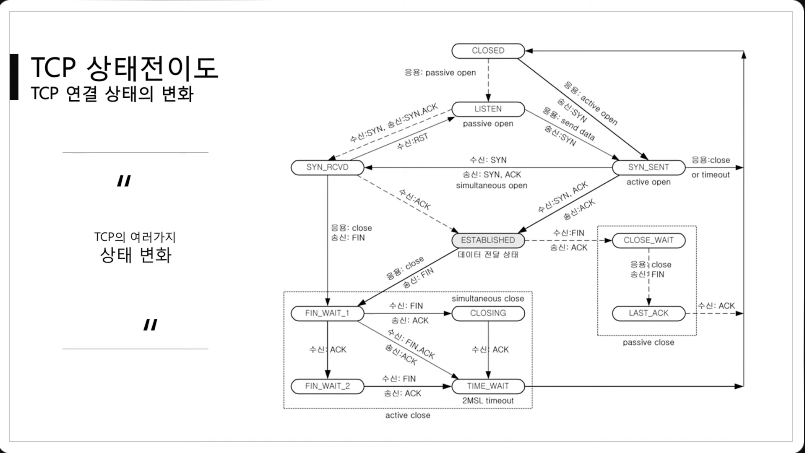 TCP 상태전이도
TCP 연결 상태의 변화
"
TCP의 여러가지
상태 변화
"
CLOSED
응용: passive open
응용: active open
송신:SYN
LISTEN
passive open
수신:SYN, 송신:SYN,ACK
수신:RST
응용: send data
송신:SYN
SYN_RCVD
수신: SYN
송신: SYN, ACK
simultaneous open
SYN_SENT
active open
응용:close
or timeout
수신:ACK
수신:SYN, ACK
송신:ACK
응용: close
송신: FIN
ESTABLISHED
데이터 전달 상태
수신:FIN
송신: ACK
CLOSE_WAIT
응용: close
송신: FIN
응용: close
송신:FIN
LAST_ACK
수신: ACK
passive close
simultaneous close
FIN_WAIT_1
수신: FIN
송신: ACK
CLOSING
수신: ACK
수신: FIN,ACK
송신:ACK
수신: ACK
FIN_WAIT_2
수신: FIN
송신: ACK
TIME_WAIT
2MSL timeout
active close